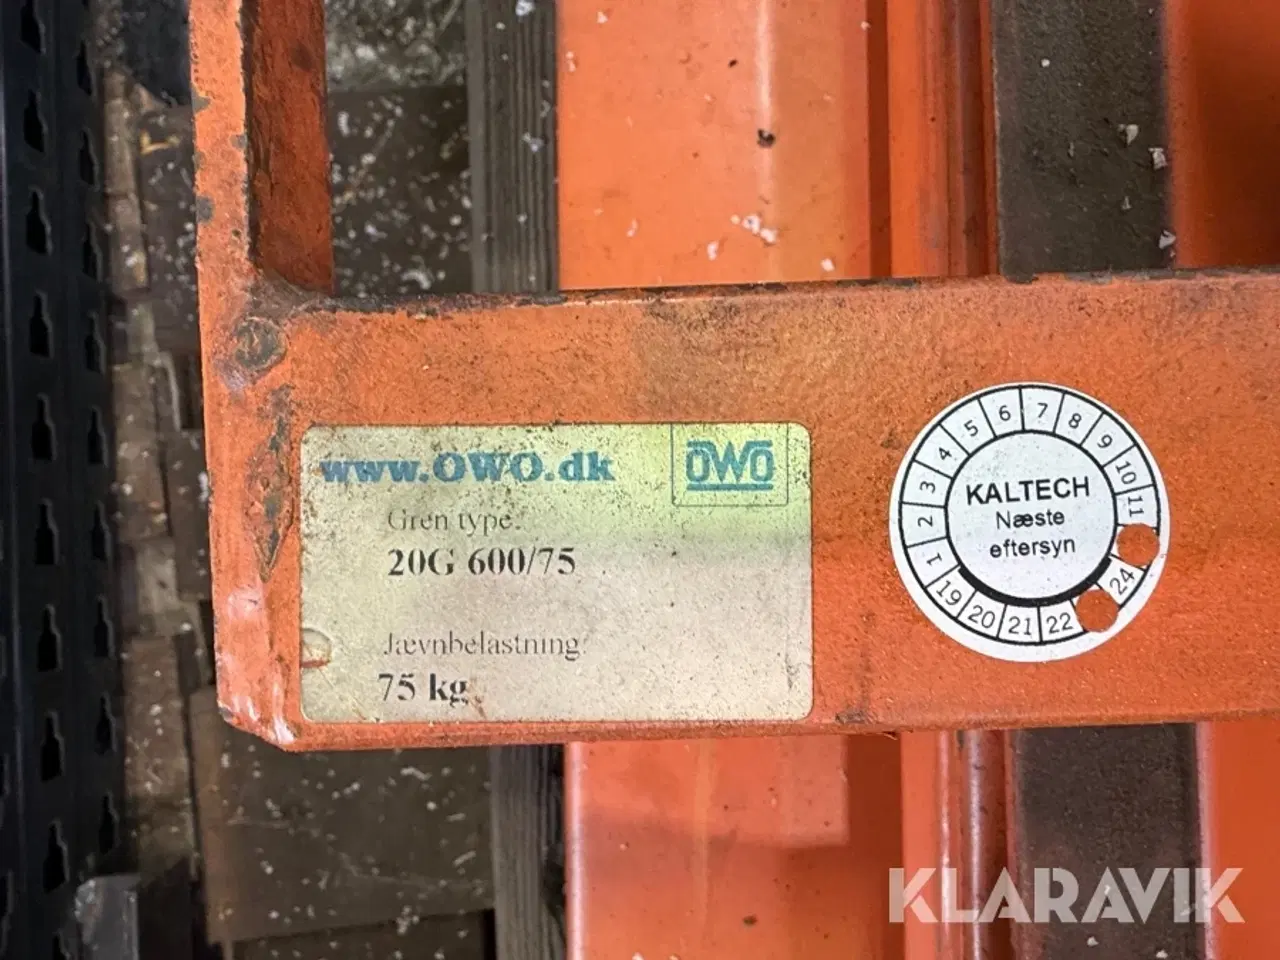 www.OWO.dk
ÖWÖ
Gren type:
20G 600/75
Jævnbelastning:
75 kg
1 2 3 4 5 6 7 8 9 10 11
KALTECH
Næste
eftersyn
19 20 21 22 24
KLARAVIK